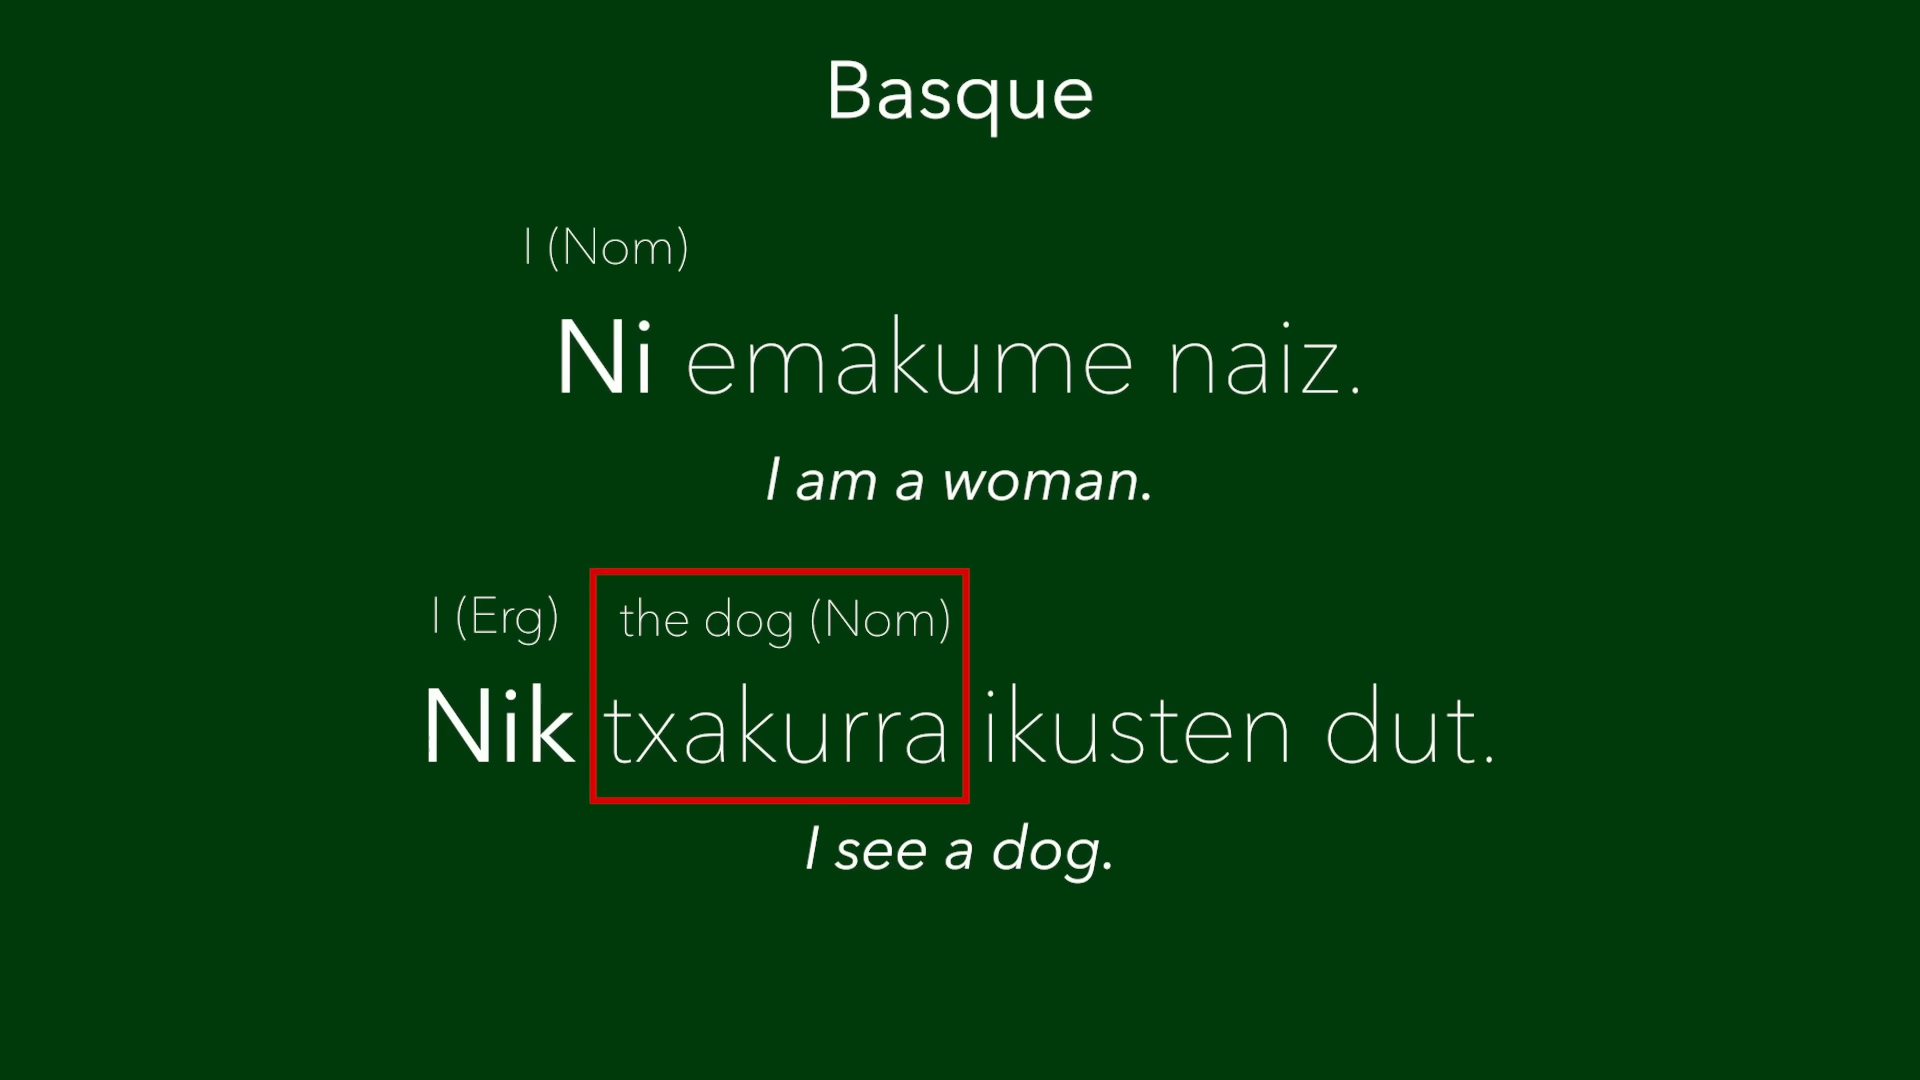 Basque
I (Nom)
Ni emakume naiz.
I am a woman.
I (Erg) the dog (Nom)
Nik txakurra ikusten dut.
I see a dog.